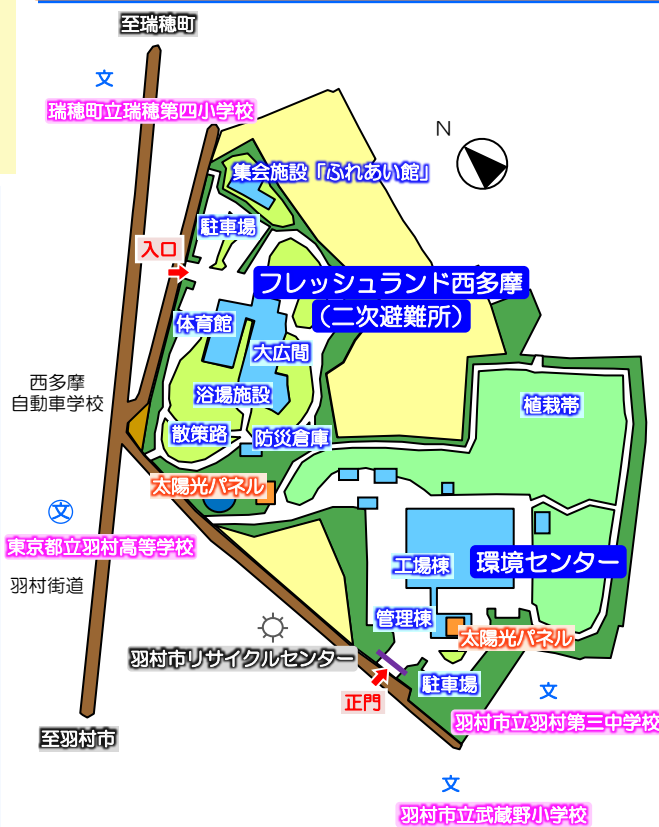 至瑞穂町
文
瑞穂町立瑞穂第四小学校
N
集会施設「ふれあい館」
駐車場
入口
フレッシュランド西多摩
（二次避難所）
体育館
大広間
西多摩
自動車学校
浴場施設
植栽帯
散策路
防災倉庫
太陽光パネル
文
東京都立羽村高等学校
工場棟
環境センター
羽村街道
管理棟
太陽光パネル
羽村市リサイクルセンター
駐車場
文
正門
羽村市立羽村第三中学校
至羽村市
文
羽村市立武蔵野小学校